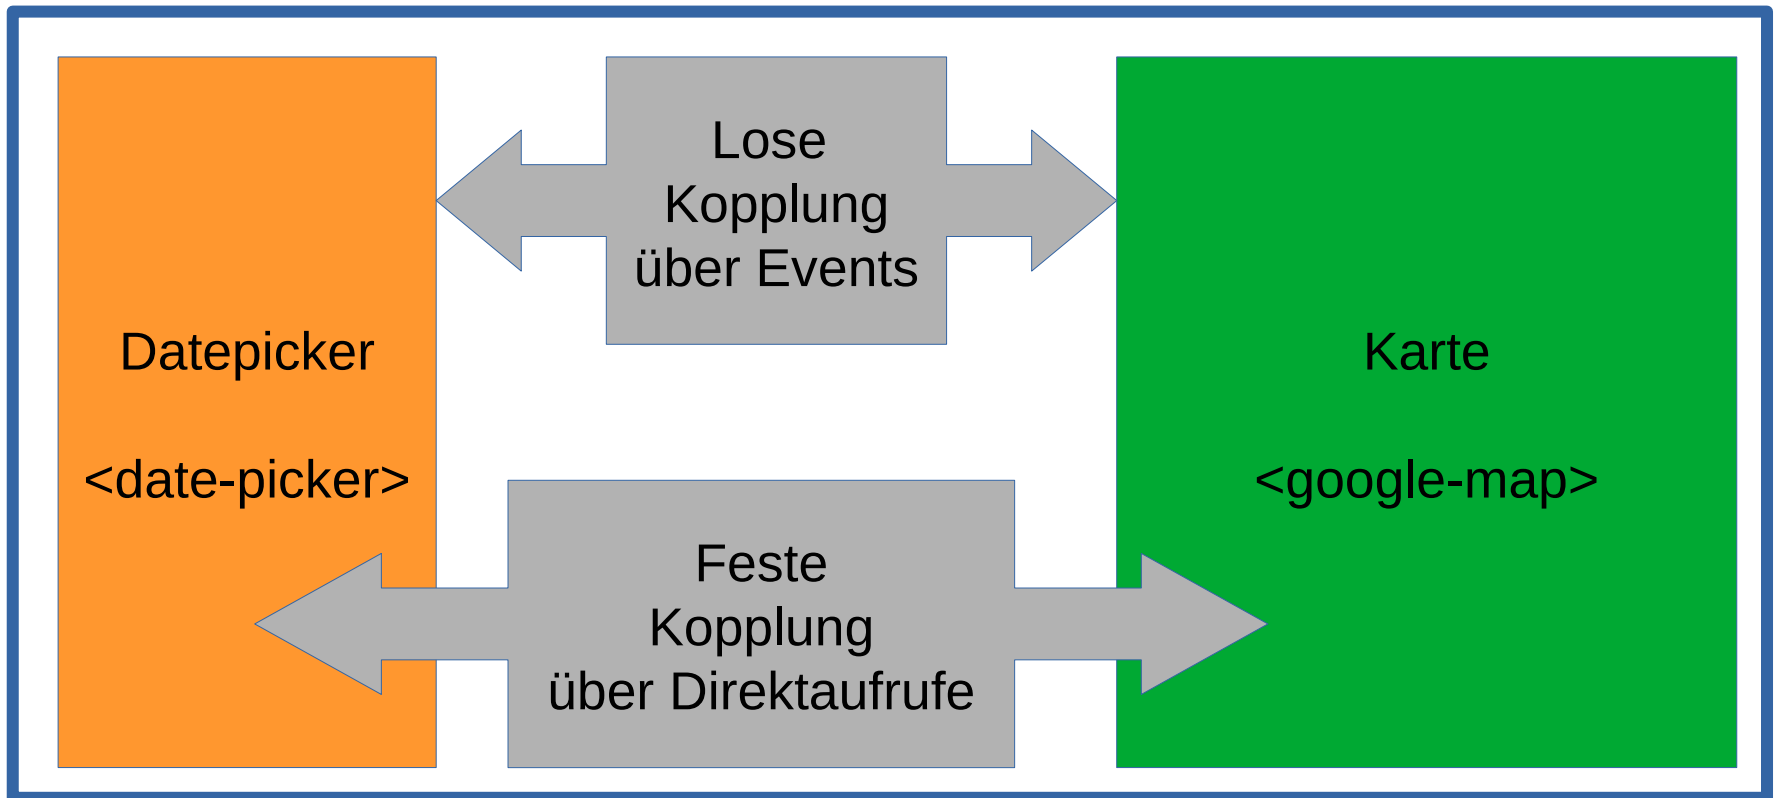 Datepicker
<date-picker>
Lose
Kopplung
über Events
Feste
Kopplung
über Direktaufrufe
Karte
<google-map>